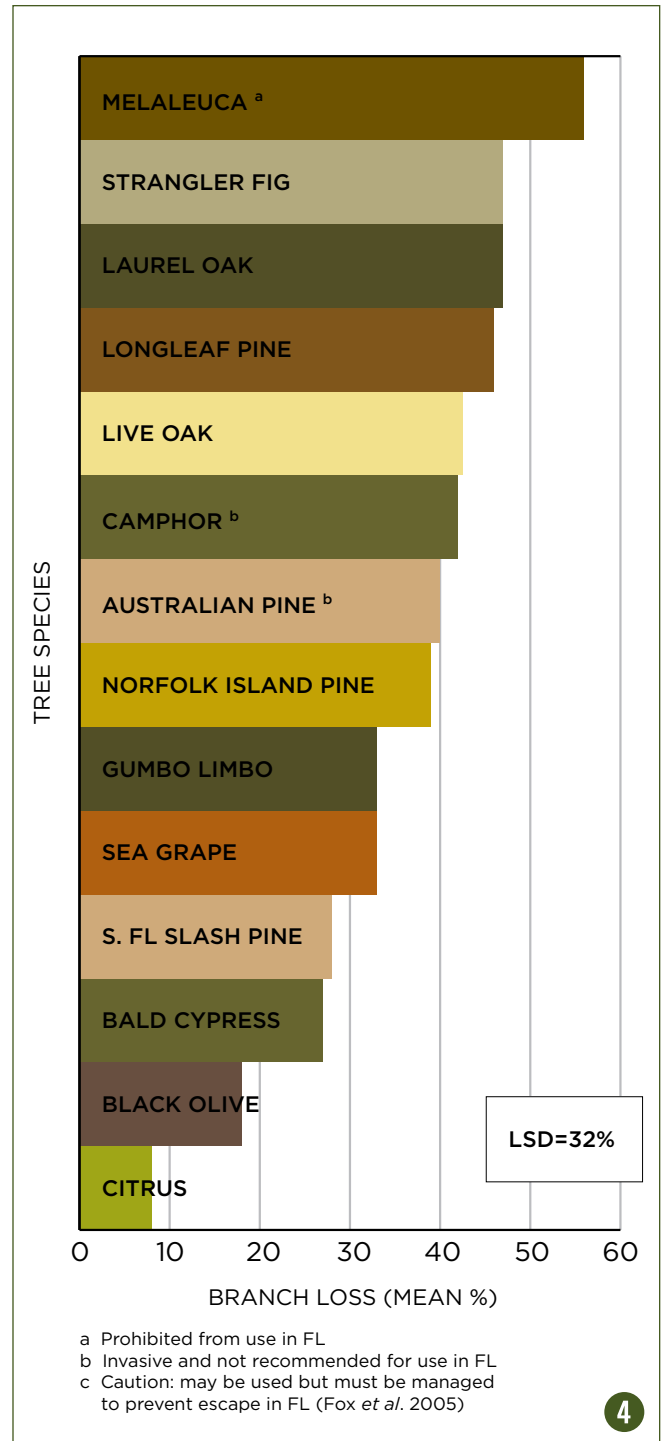 MELALEUCA a
STRANGLER FIG
LAUREL OAK
LONGLEAF PINE
LIVE OAK
CAMPHOR b
AUSTRALIAN PINE b
NORFOLK ISLAND PINE
GUMBO LIMBO
SEA GRAPE
S. FL SLASH PINE
BALD CYPRESS
BLACK OLIVE
CITRUS
TREE SPECIES
LSD=32%
0 10 20 30 40 50 60
BRANCH LOSS (MEAN %)
a Prohibited from use in FL
b Invasive and not recommended for use in FL
c Caution: may be used but must be managed
to prevent escape in FL (Fox et al. 2005)
4